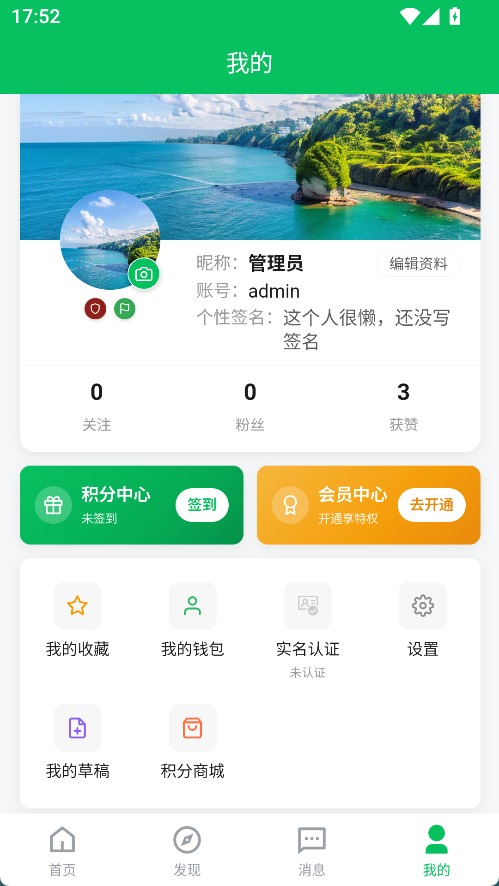 17:52
我的
昵称：管理员
编辑资料
账号：admin
个性签名：这个人很懒，还没写
签名
0 0 3
关注 粉丝 获赞
积分中心
未签到
签到
会员中心
开通享特权
去开通
我的收藏 我的钱包 实名认证 设置
未认证
我的草稿 积分商城
首页 发现 消息 我的